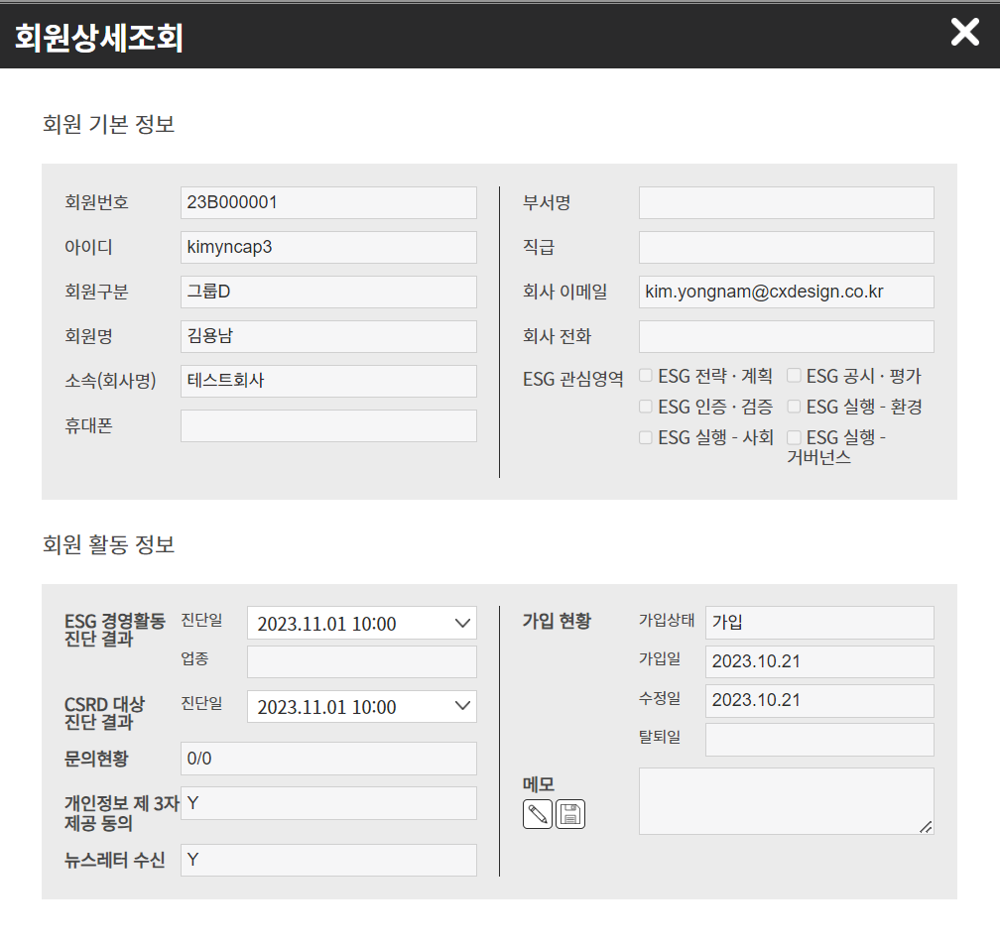 회원상세조회
회원 기본 정보
회원번호 23B000001
아이디 kimyncap3
회원구분 그룹D
회원명 김용남
소속(회사명) 테스트회사
휴대폰
부서명
직급
회사 이메일 kim.yongnam@cxdesign.co.kr
회사 전화
ESG 관심영역 ESG 전략 · 계획 ESG 공시 · 평가
ESG 인증 · 검증 ESG 실행 - 환경
ESG 실행 - 사회 ESG 실행 -
거버넌스
회원 활동 정보
ESG 경영활동
진단 결과
진단일 2023.11.01 10:00
업종
CSRD 대상
진단 결과
진단일 2023.11.01 10:00
문의현황 0/0
개인정보 제 3자
제공 동의
Y
뉴스레터 수신 Y
가입 현황 가입상태 가입
가입일 2023.10.21
수정일 2023.10.21
탈퇴일
메모